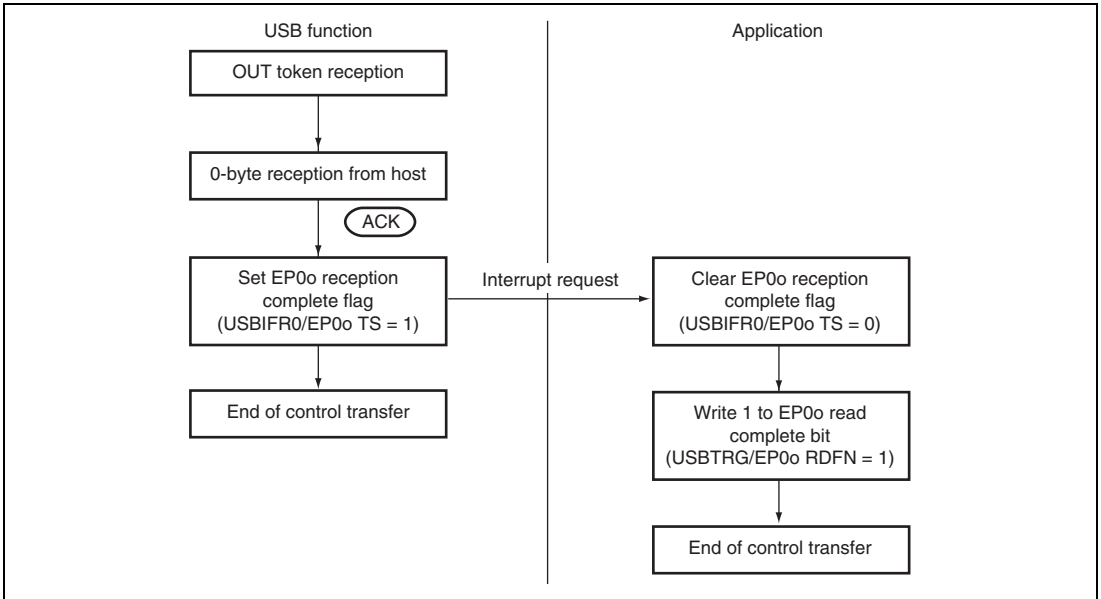 USB function
OUT token reception
0-byte reception from host
ACK
Set EP0o reception
complete flag
(USBIFR0/EP0o TS = 1)
End of control transfer
Interrupt request
Application
Clear EP0o reception
complete flag
(USBIFR0/EP0o TS = 0)
Write 1 to EP0o read
complete bit
(USBTRG/EP0o RDFN = 1)
End of control transfer